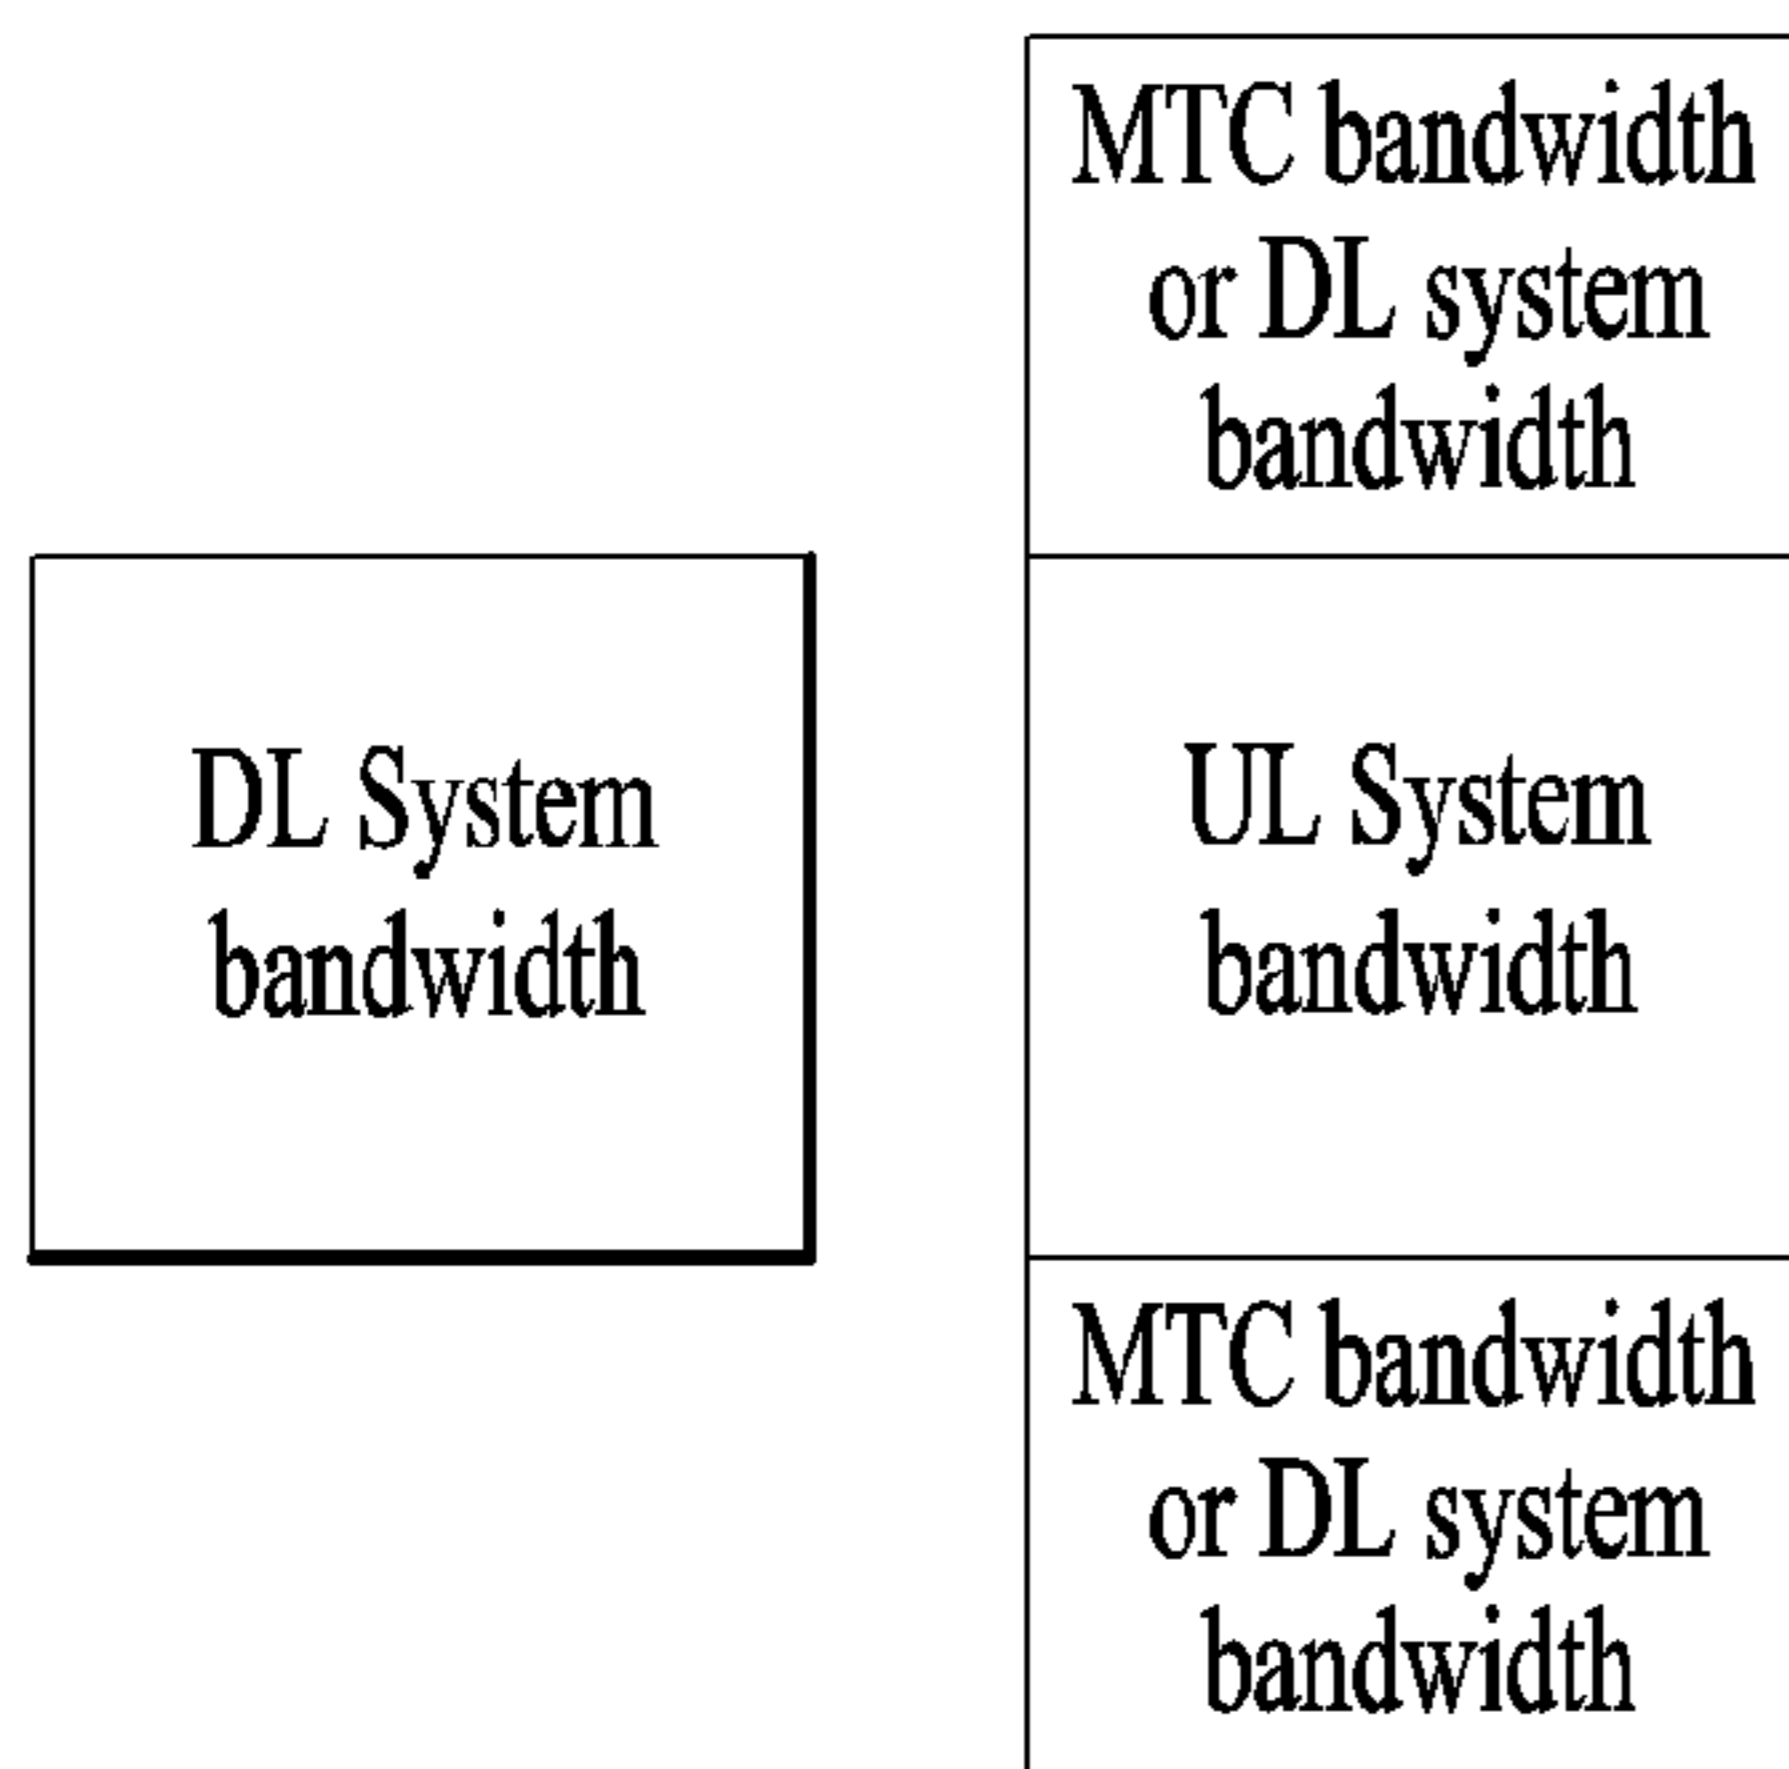 DL System
bandwidth
MTC bandwidth
or DL system
bandwidth
UL System
bandwidth
MTC bandwidth
or DL system
bandwidth